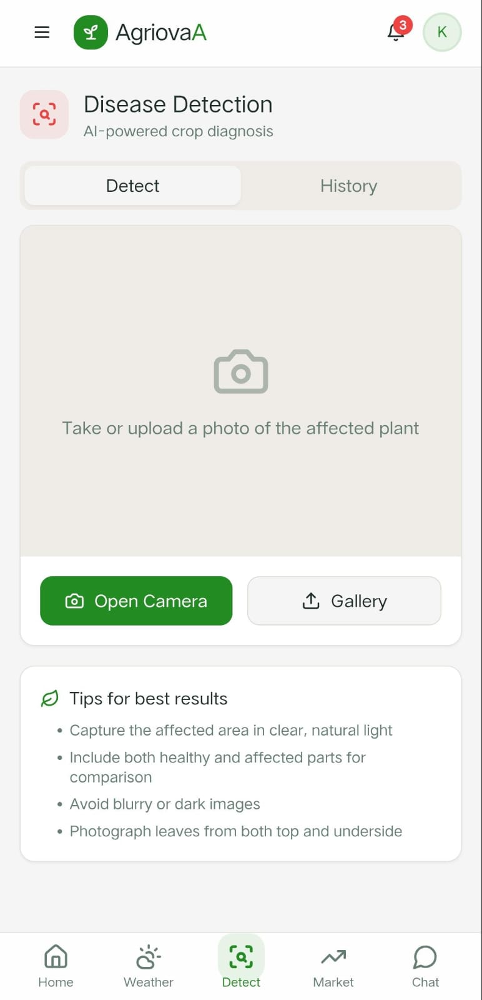 AgriovaA
3
K
Disease Detection
AI-powered crop diagnosis
Detect
History
Take or upload a photo of the affected plant
Open Camera
Gallery
Tips for best results
• Capture the affected area in clear, natural light
• Include both healthy and affected parts for
comparison
• Avoid blurry or dark images
• Photograph leaves from both top and underside
Home
Weather
Detect
Market
Chat